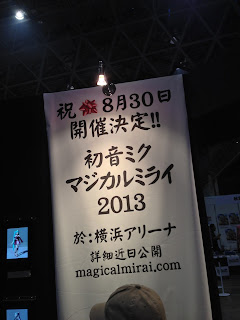 祝 8月30日
開催決定!!
初音ミク
マジカルミライ
2013
於:横浜アリーナ
詳細近日公開
magicalmirai.com